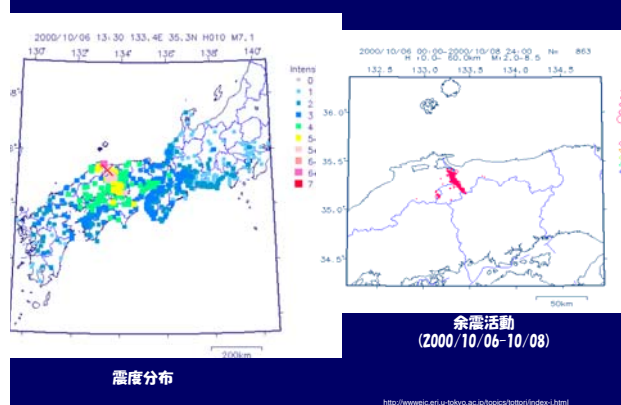 2000/10/06 13:30 133.4E 35.3N H010 M7.1
130° 132° 134° 136° 138° 140°
Intens
0
1
2
3
4
5-
5+
6-
6+
7
200km
震度分布
2000/10/06 00:00-2000/10/08 24:00 N= 863
H :0.0- 60.0km M:2.0-8.5
132.5 133.0 133.5 134.0 134.5
36.0
35.5
35.0
34.5
50km
余震活動
(2000/10/06-10/08)
http://wwweic.eri.u-tokyo.ac.jp/topics/tottori/index-j.html